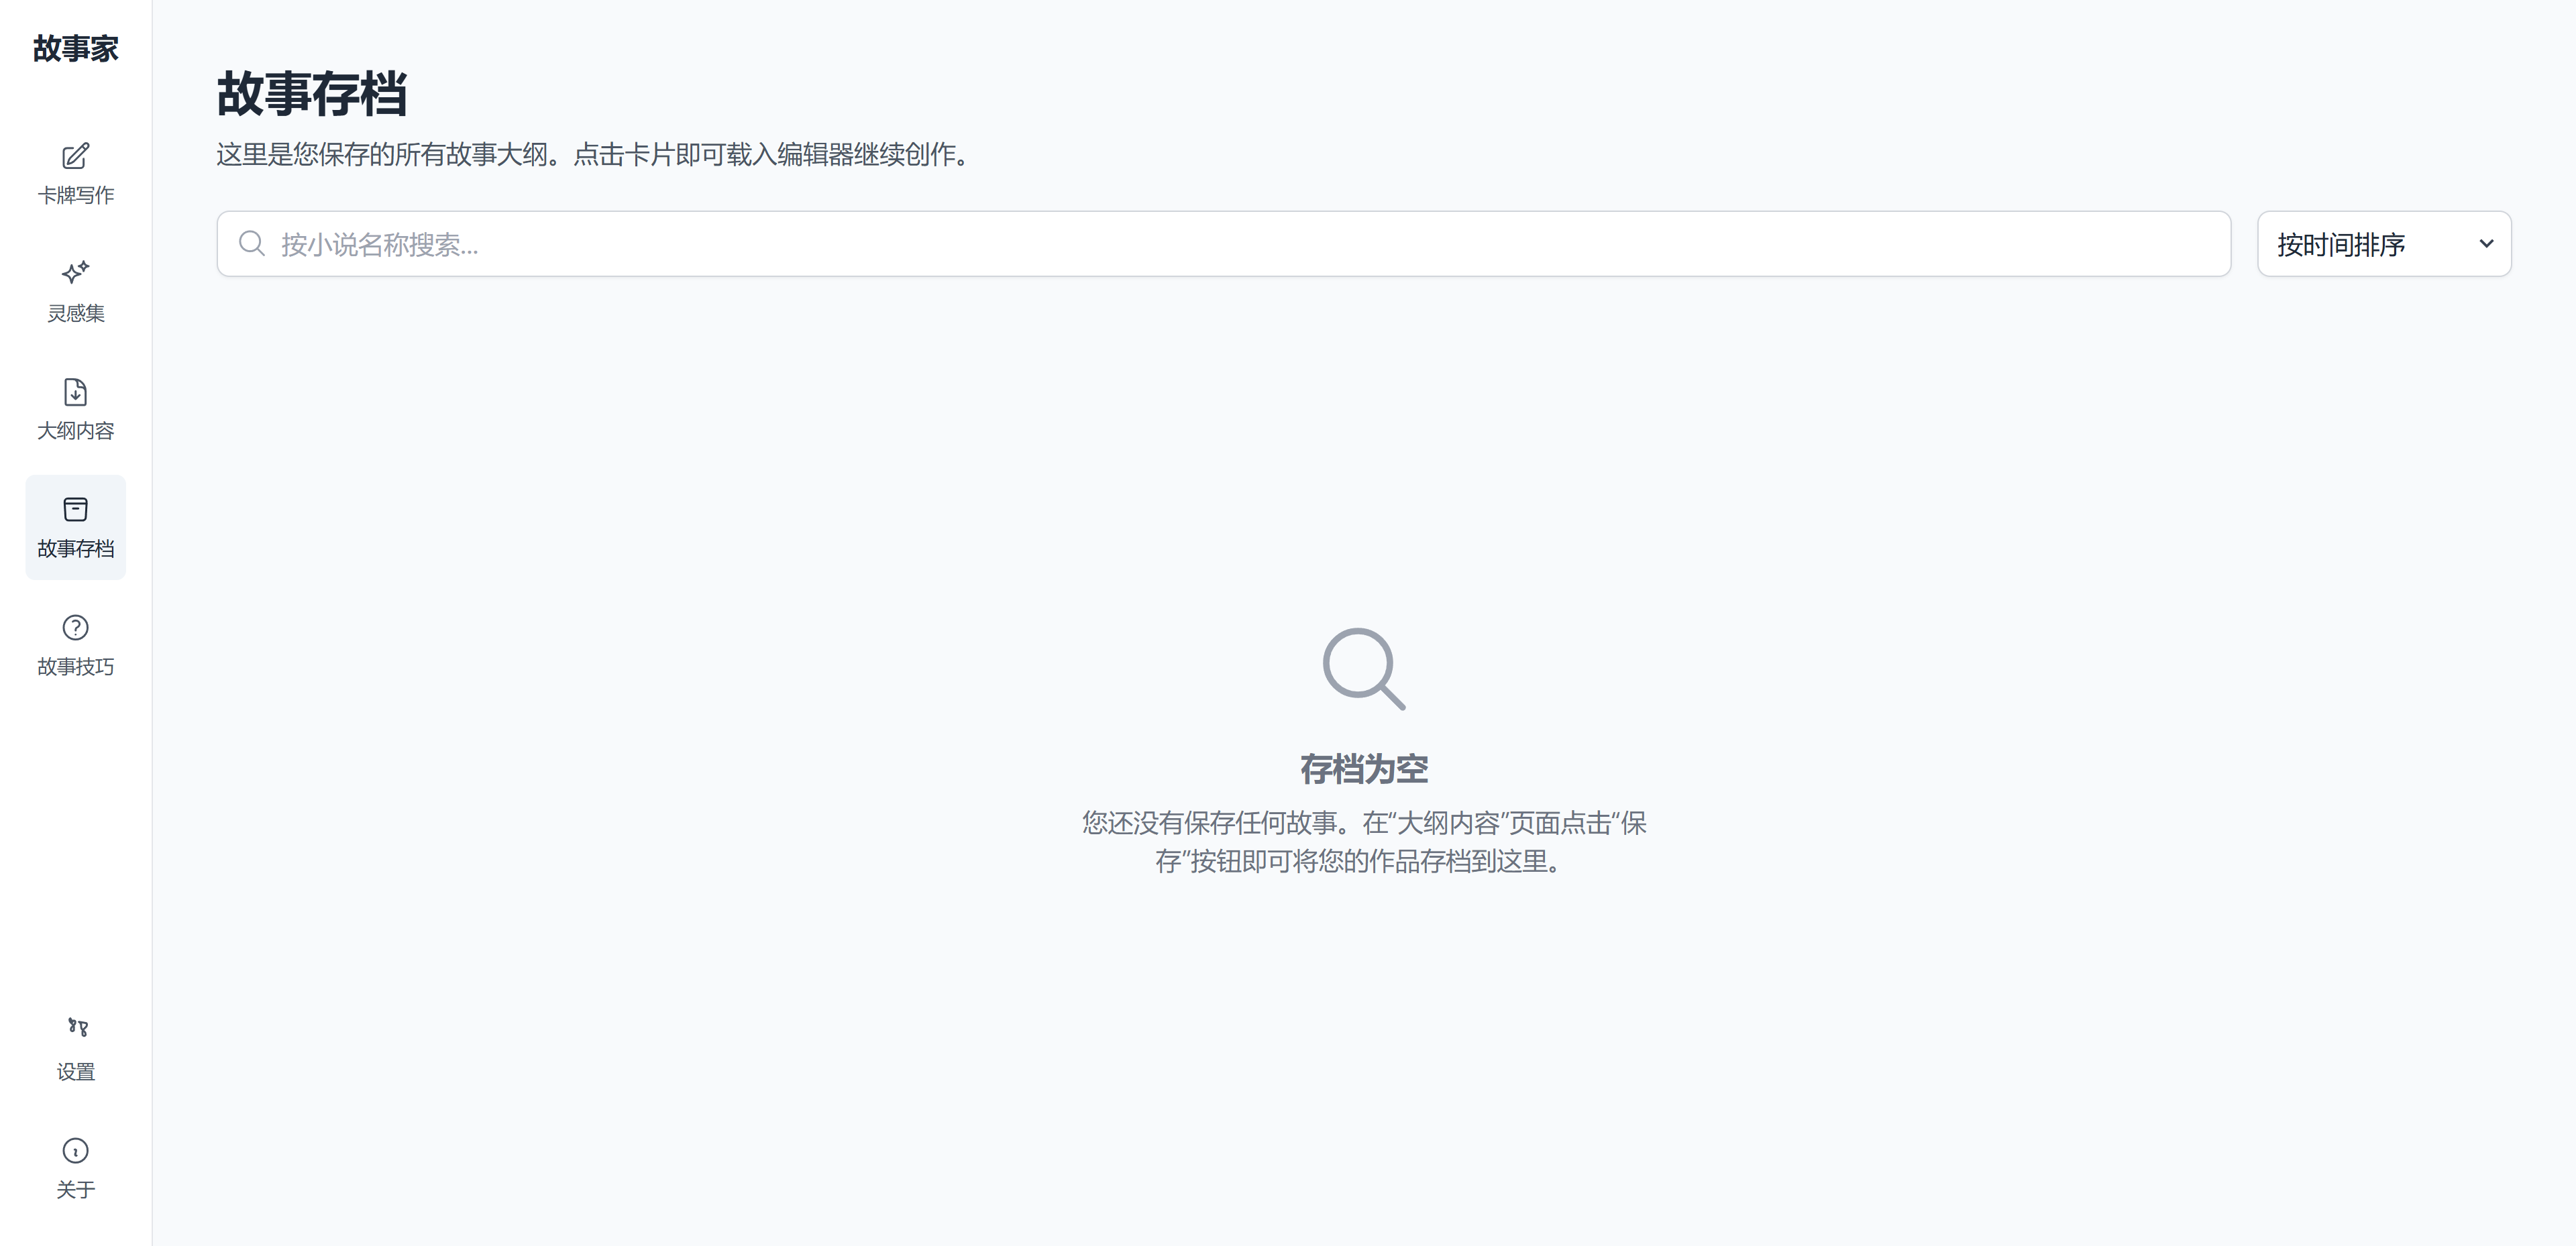 故事家
卡牌写作
灵感集
大纲内容
故事存档
故事技巧
设置
关于
故事存档
这里是您保存的所有故事大纲。点击卡片即可载入编辑器继续创作。
按小说名称搜索...
按时间排序
存档为空
您还没有保存任何故事。在“大纲内容”页面点击“保
存”按钮即可将您的作品存档到这里。